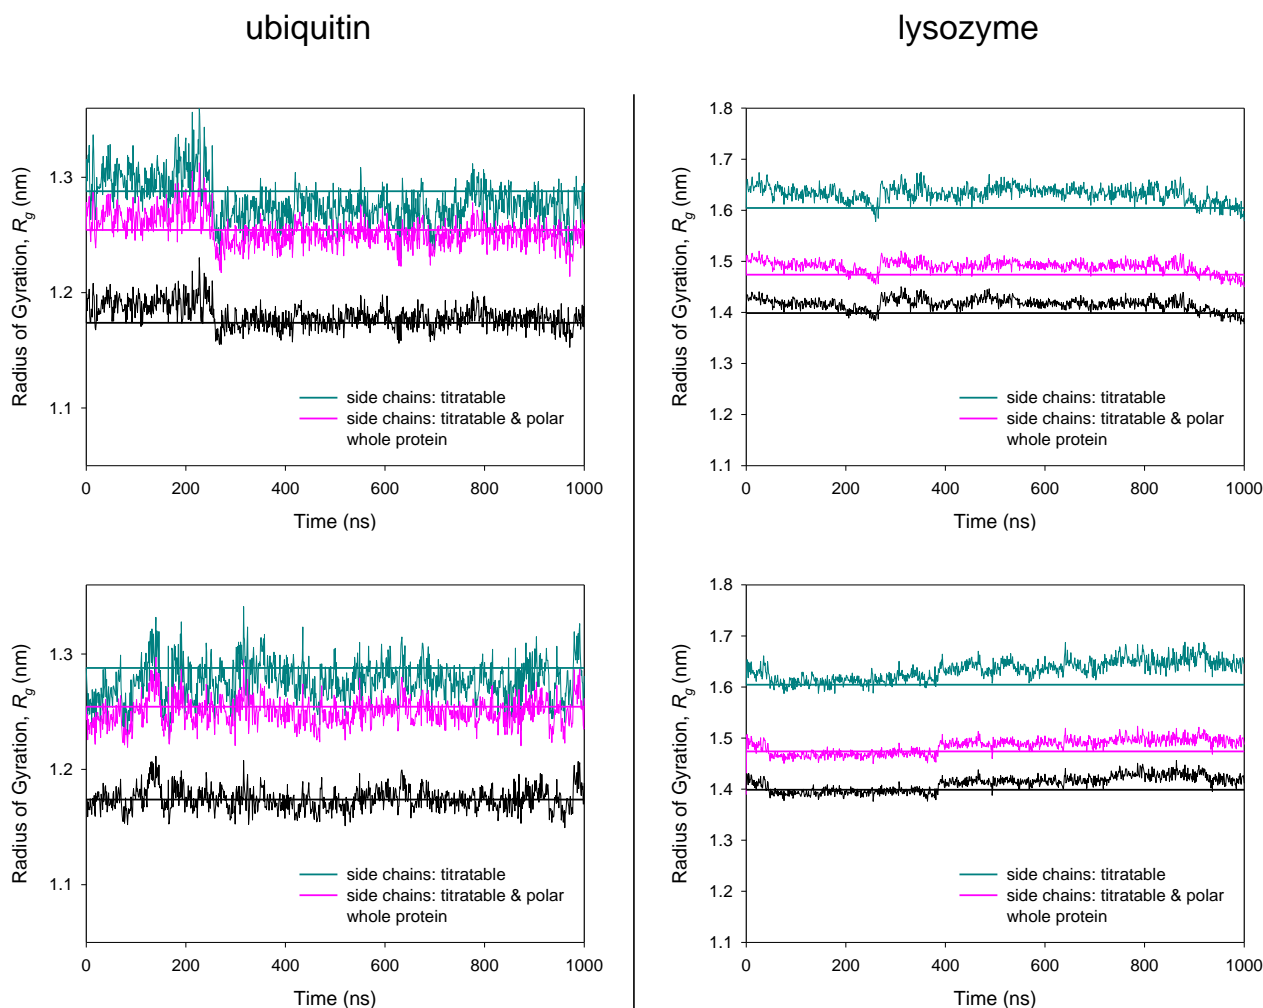 ubiquitin
lysozyme
Radius of Gyration, Rg (nm)
1.3
1.2
1.1
side chains: titratable
side chains: titratable & polar
whole protein
0 200 400 600 800 1000
Time (ns)
Radius of Gyration, Rg (nm)
1.8
1.7
1.6
1.5
1.4
1.3
1.2
1.1
side chains: titratable
side chains: titratable & polar
whole protein
0 200 400 600 800 1000
Time (ns)
Radius of Gyration, Rg (nm)
1.3
1.2
1.1
side chains: titratable
side chains: titratable & polar
whole protein
0 200 400 600 800 1000
Time (ns)
Radius of Gyration, Rg (nm)
1.8
1.7
1.6
1.5
1.4
1.3
1.2
1.1
side chains: titratable
side chains: titratable & polar
whole protein
0 200 400 600 800 1000
Time (ns)